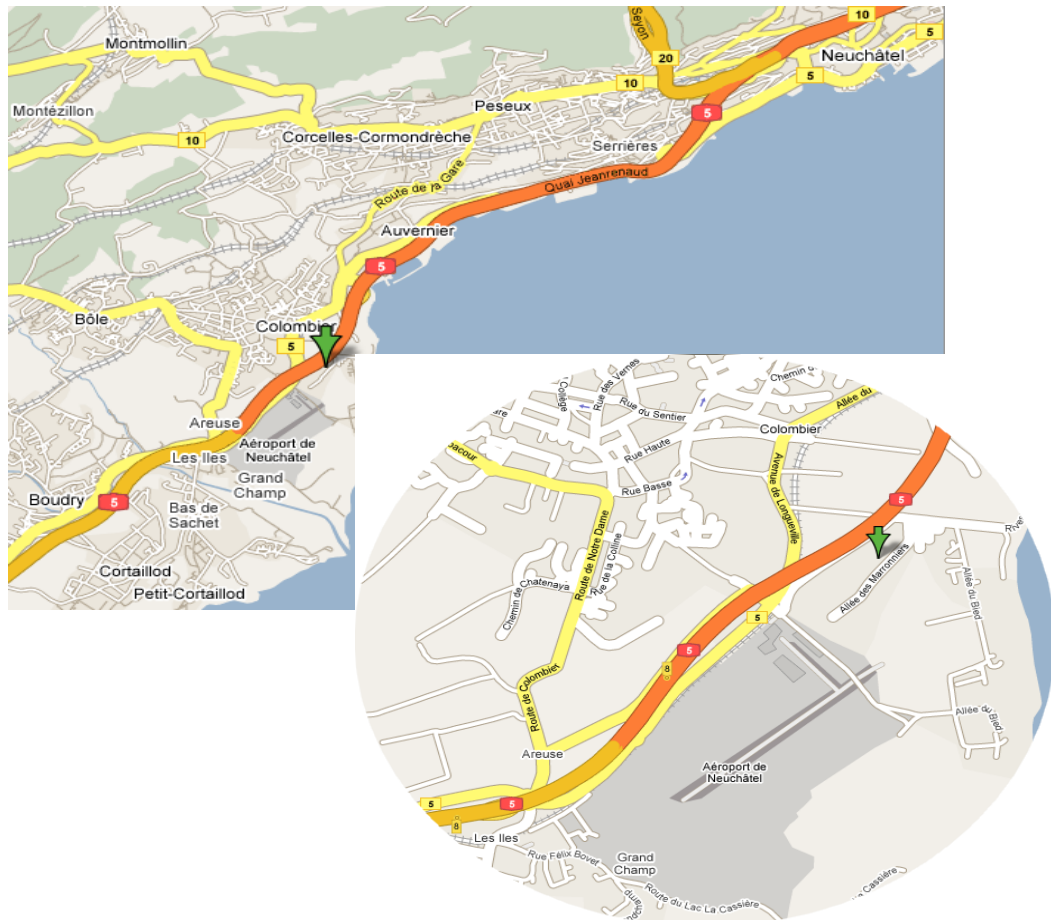 Montmollin
Seyon
10
5
20
Neuchâtel
5
10
Montézillon
Peseux
5
10
Corcelles-Cormondrèche
Serrières
Route de la Gare
Quai Jeanrenaud
Auvernier
5
Bôle
Colombier
5
Areuse
Aéroport de
Neuchâtel
Les Iles
Grand
Champ
Boudry
5
Bas de
Sachet
Cortaillod
Petit-Cortaillod
Rue des Vernes
Collège
Chemin
Rue du Sentier
Allée du
Colombier
Rue Haute
Rue Basse
Avenue de Longueville
5
Route de Notre Dame
Rue de la Colline
Allée des Marronniers
Allée du Bied
Chemin de Chatenaya
5
5
8
Route de Colombier
Allée du Bied
Areuse
Aéroport de
Neuchâtel
5
5
8
Les Iles
Rue Félix Bovet
Grand
Champ
Route du Lac La Cassière
La Cassière